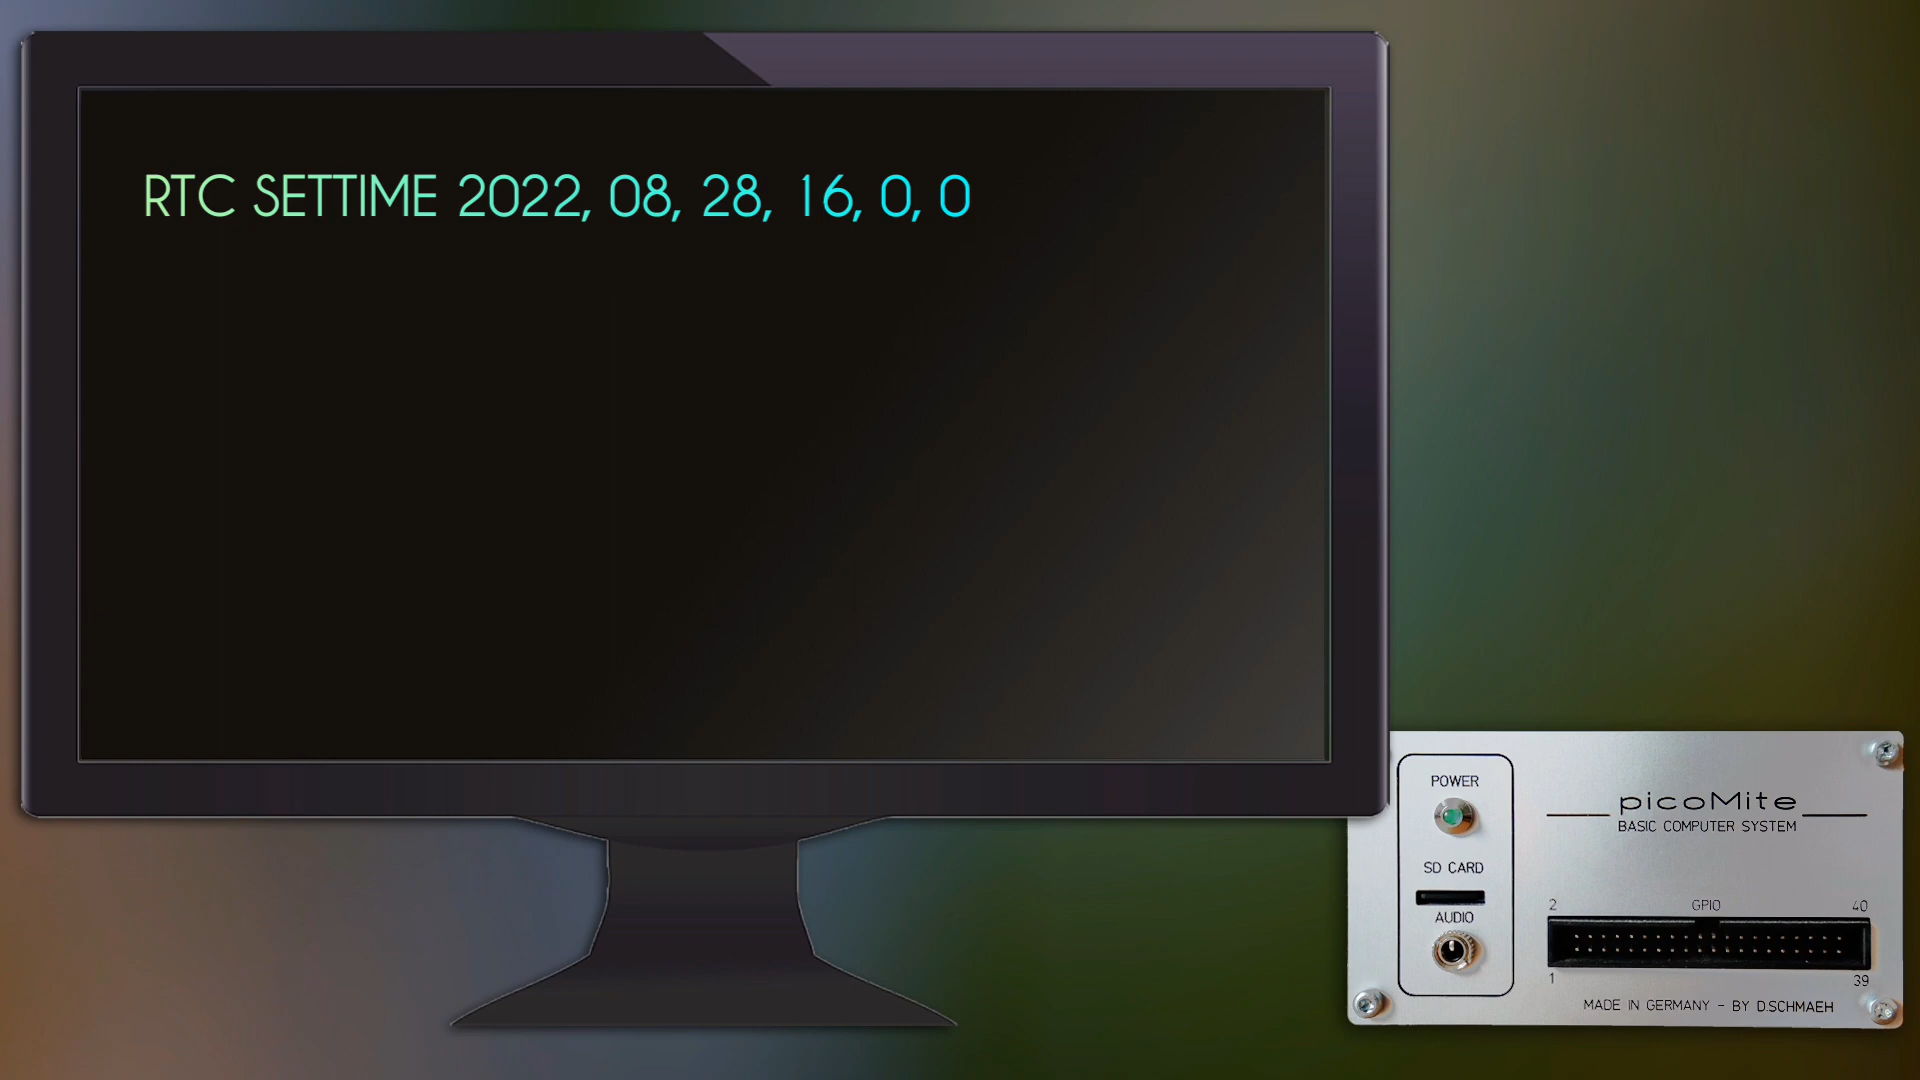 RTC SETTIME 2022, 08, 28, 16, 0, 0
POWER
SD CARD
AUDIO
picoMite
BASIC COMPUTER SYSTEM
2 GPIO 40
1 39
MADE IN GERMANY - BY D.SCHMAEH